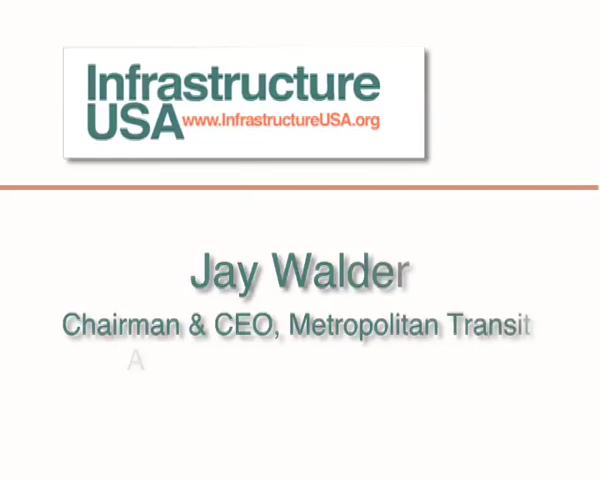 Infrastructure
USA www.InfrastructureUSA.org
Jay Walder
Chairman & CEO, Metropolitan Transit
A